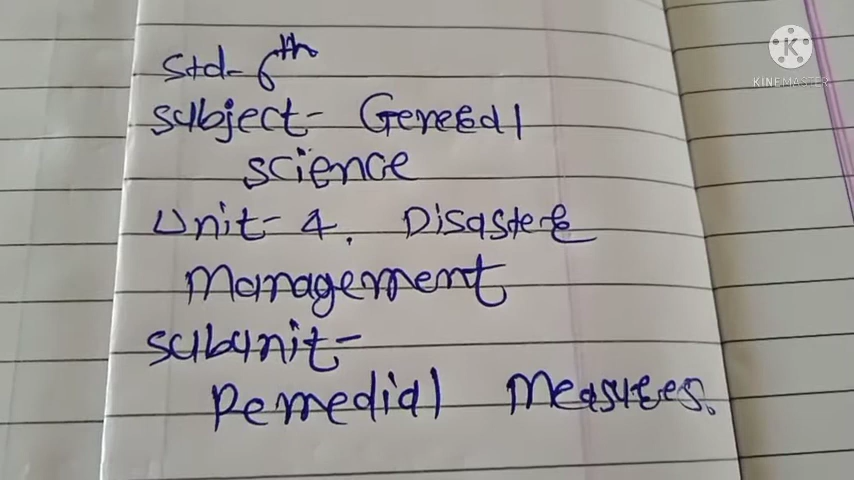 Std- 6th
Subject- General
science
Unit- 4. Disaster
Management
Subunit-
Remedial Measures.
KINEMASTER